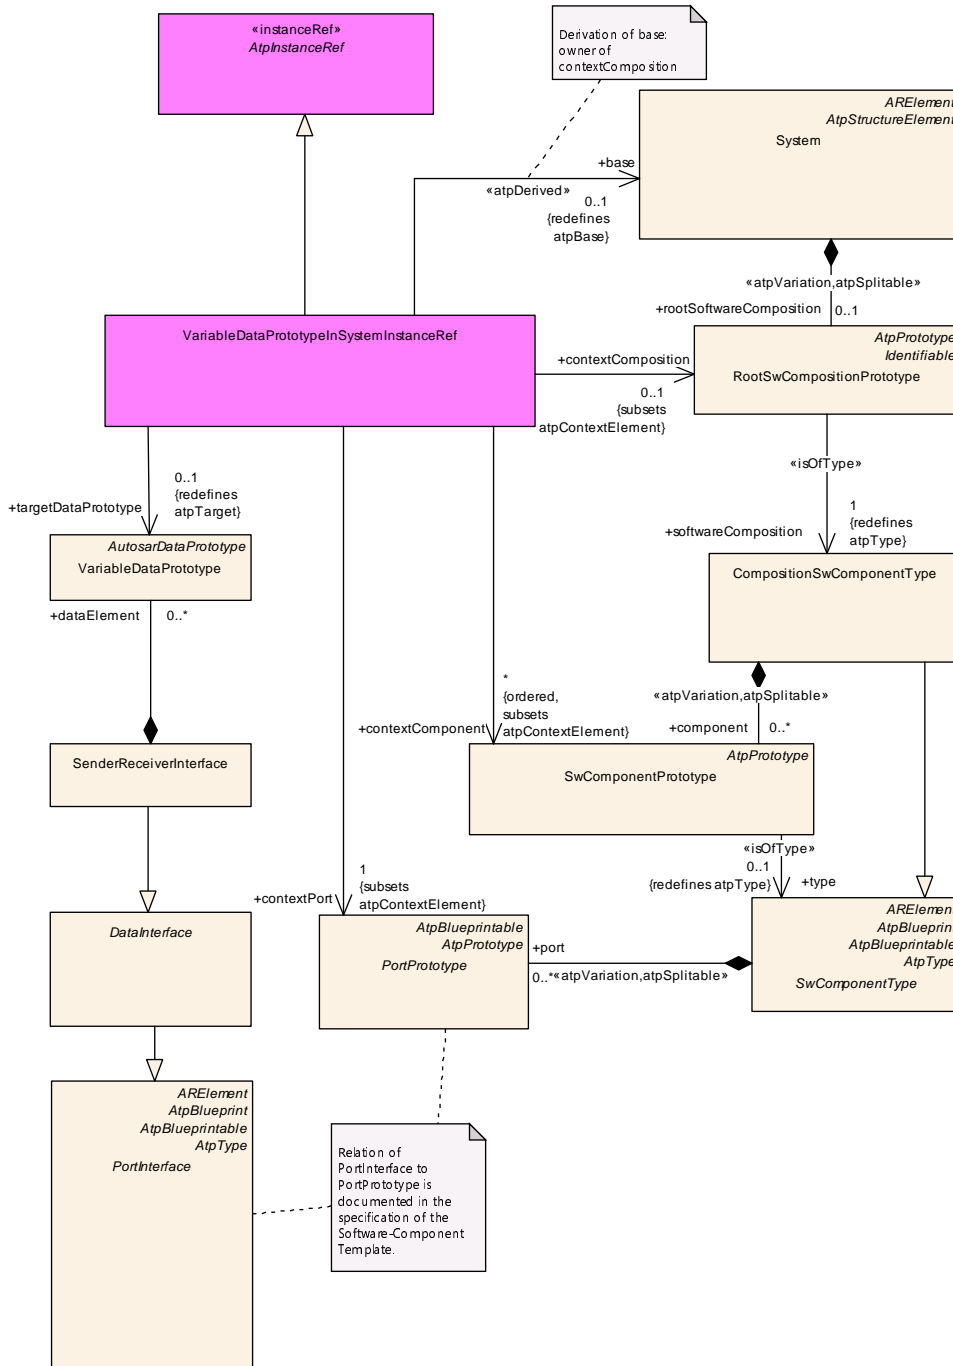 «instanceRef»
AtpInstanceRef
Derivation of base:
owner of
contextComposition
ARElement
AtpStructureElement
System
+base
«atpDerived»
0..1
{redefines
atpBase}
«atpVariation,atpSplitable»
+rootSoftwareComposition
0..1
VariableDataPrototypeInSystemInstanceRef
+contextComposition
0..1
{subsets
atpContextElement}
AtpPrototype
Identifiable
RootSwCompositionPrototype
«isOfType»
+softwareComposition
1
{redefines
atpType}
+targetDataPrototype
0..1
{redefines
atpTarget}
AutosarDataPrototype
VariableDataPrototype
+dataElement
0..*
CompositionSwComponentType
«atpVariation,atpSplitable»
+component
0..*
+contextComponent
*
{ordered,
subsets
atpContextElement}
SenderReceiverInterface
AtpPrototype
SwComponentPrototype
«isOfType»
0..1
{redefines atpType}
+type
+contextPort
1
{subsets
atpContextElement}
DataInterface
AtpBlueprintable
AtpPrototype
PortPrototype
+port
0..*
«atpVariation,atpSplitable»
ARElement
AtpBlueprint
AtpBlueprintable
AtpType
SwComponentType
ARElement
AtpBlueprint
AtpBlueprintable
AtpType
PortInterface
Relation of
PortInterface to
PortPrototype is
documented in the
specification of the
Software-Component
Template.